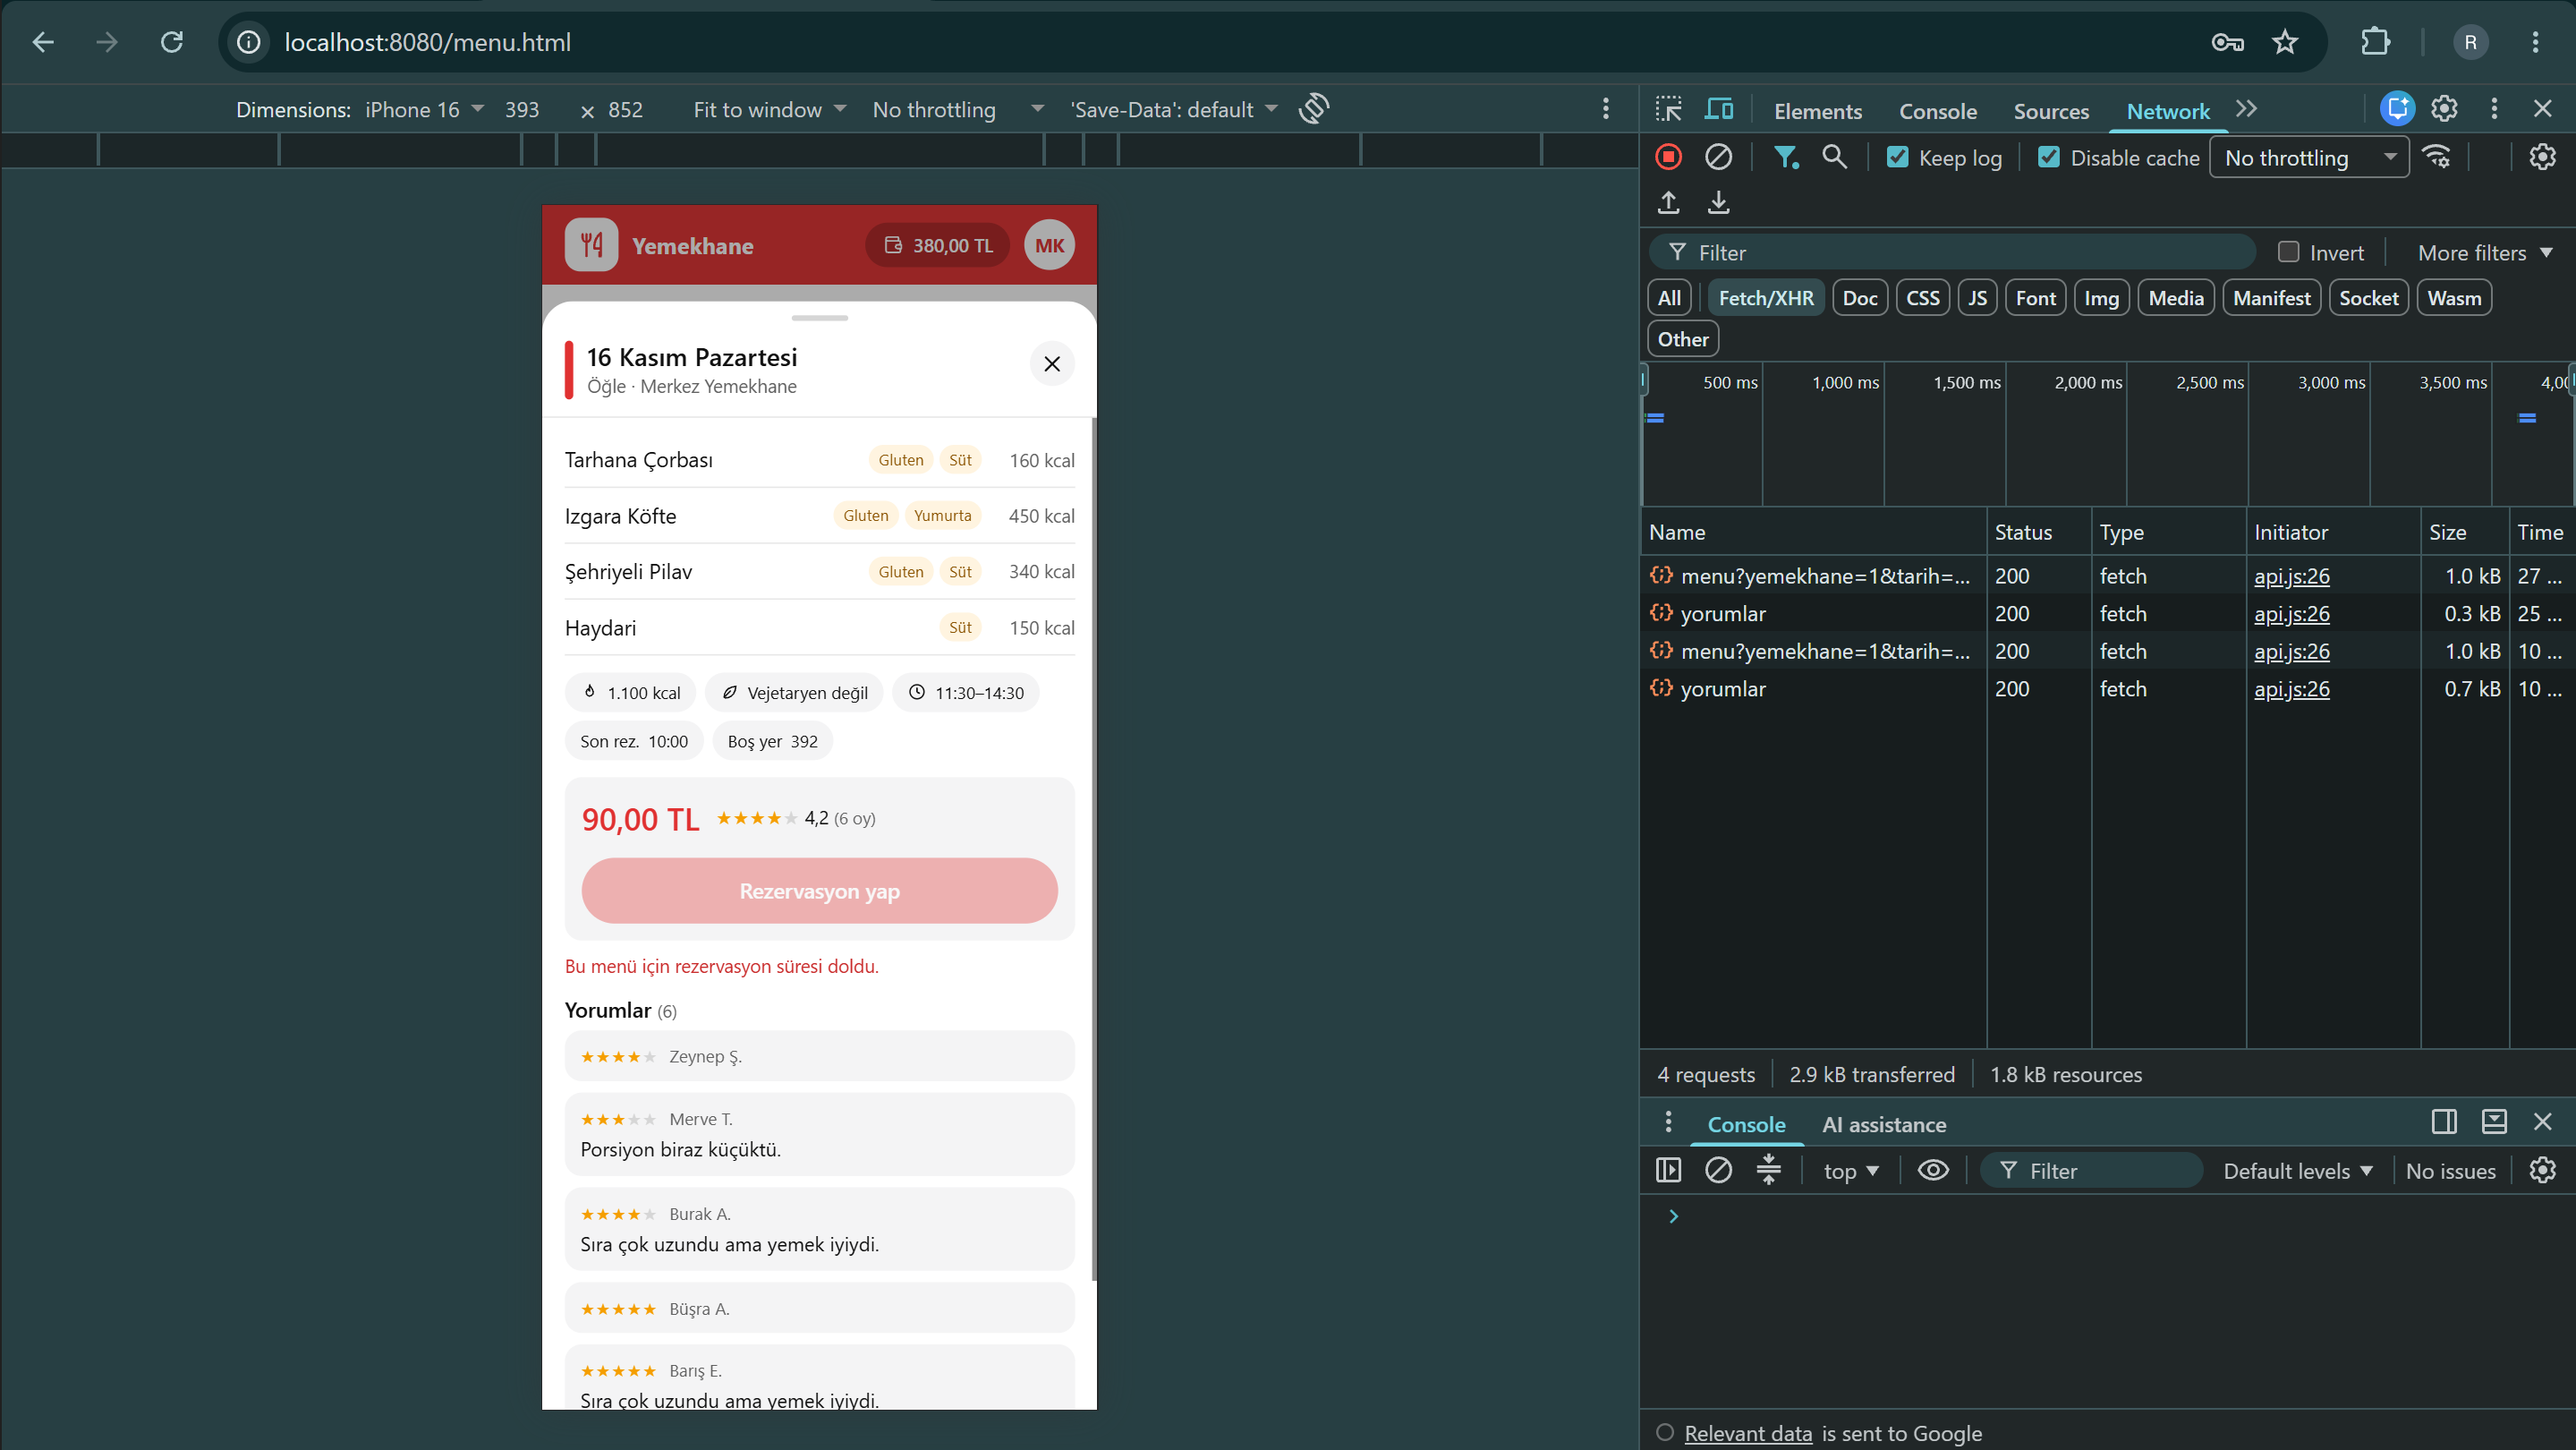 localhost:8080/menu.html
R
Dimensions: iPhone 16 393 × 852 Fit to window No throttling 'Save-Data': default
Yemekhane 380,00 TL MK
16 Kasım Pazartesi
Öğle · Merkez Yemekhane
Tarhana Çorbası Gluten Süt 160 kcal
Izgara Köfte Gluten Yumurta 450 kcal
Şehriyeli Pilav Gluten Süt 340 kcal
Haydari Süt 150 kcal
1.100 kcal Vejetaryen değil 11:30–14:30
Son rez. 10:00 Boş yer 392
90,00 TL ★★★★★ 4,2 (6 oy)
Rezervasyon yap
Bu menü için rezervasyon süresi doldu.
Yorumlar (6)
★★★★★ Zeynep Ş.
★★★★★ Merve T.
Porsiyon biraz küçüktü.
★★★★★ Burak A.
Sıra çok uzundu ama yemek iyiydi.
★★★★★ Büşra A.
★★★★★ Barış E.
Sıra çok uzundu ama yemek iyiydi.
Elements Console Sources Network
Keep log Disable cache No throttling
Filter Invert More filters
All Fetch/XHR Doc CSS JS Font Img Media Manifest Socket Wasm
Other
500 ms 1,000 ms 1,500 ms 2,000 ms 2,500 ms 3,000 ms 3,500 ms 4,00
Name Status Type Initiator Size Time
menu?yemekhane=1&tarih=... 200 fetch api.js:26 1.0 kB 27 ...
yorumlar 200 fetch api.js:26 0.3 kB 25 ...
menu?yemekhane=1&tarih=... 200 fetch api.js:26 1.0 kB 10 ...
yorumlar 200 fetch api.js:26 0.7 kB 10 ...
4 requests 2.9 kB transferred 1.8 kB resources
Console AI assistance
top Filter Default levels No issues
Relevant data is sent to Google